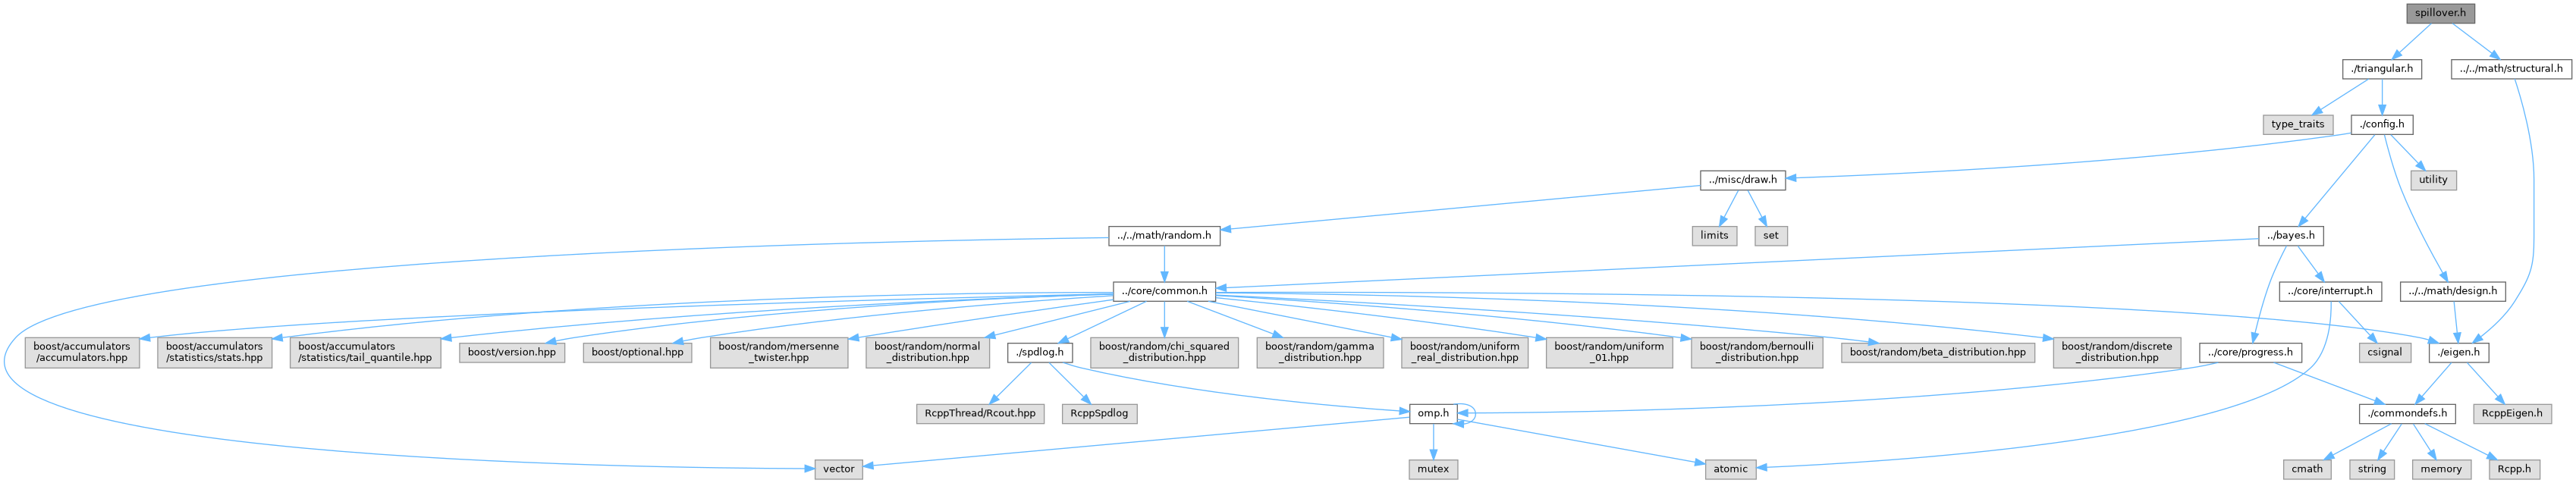 spillover.h
./triangular.h
../../math/structural.h
type_traits
./config.h
../misc/draw.h
utility
../../math/random.h
limits
set
../bayes.h
../core/common.h
../core/interrupt.h
../../math/design.h
boost/accumulators
/accumulators.hpp
boost/accumulators
/statistics/stats.hpp
boost/accumulators
/statistics/tail_quantile.hpp
boost/version.hpp
boost/optional.hpp
boost/random/mersenne
_twister.hpp
boost/random/normal
_distribution.hpp
./spdlog.h
boost/random/chi_squared
_distribution.hpp
boost/random/gamma
_distribution.hpp
boost/random/uniform
_real_distribution.hpp
boost/random/uniform
_01.hpp
boost/random/bernoulli
_distribution.hpp
boost/random/beta_distribution.hpp
boost/random/discrete
_distribution.hpp
../core/progress.h
csignal
./eigen.h
RcppThread/Rcout.hpp
RcppSpdlog
omp.h
./commondefs.h
RcppEigen.h
vector
mutex
atomic
cmath
string
memory
Rcpp.h